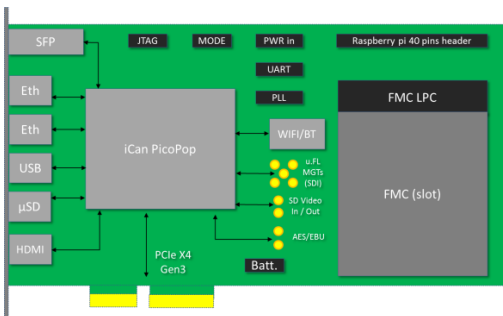 SFP
JTAG
MODE
PWR in
Raspberry pi 40 pins header
UART
PLL
FMC LPC
Eth
Eth
USB
µSD
HDMI
iCan PicoPop
WIFI/BT
u.FL
MGTs
(SDI)
SD Video
In / Out
AES/EBU
FMC (slot)
PCIe X4
Gen3
Batt.